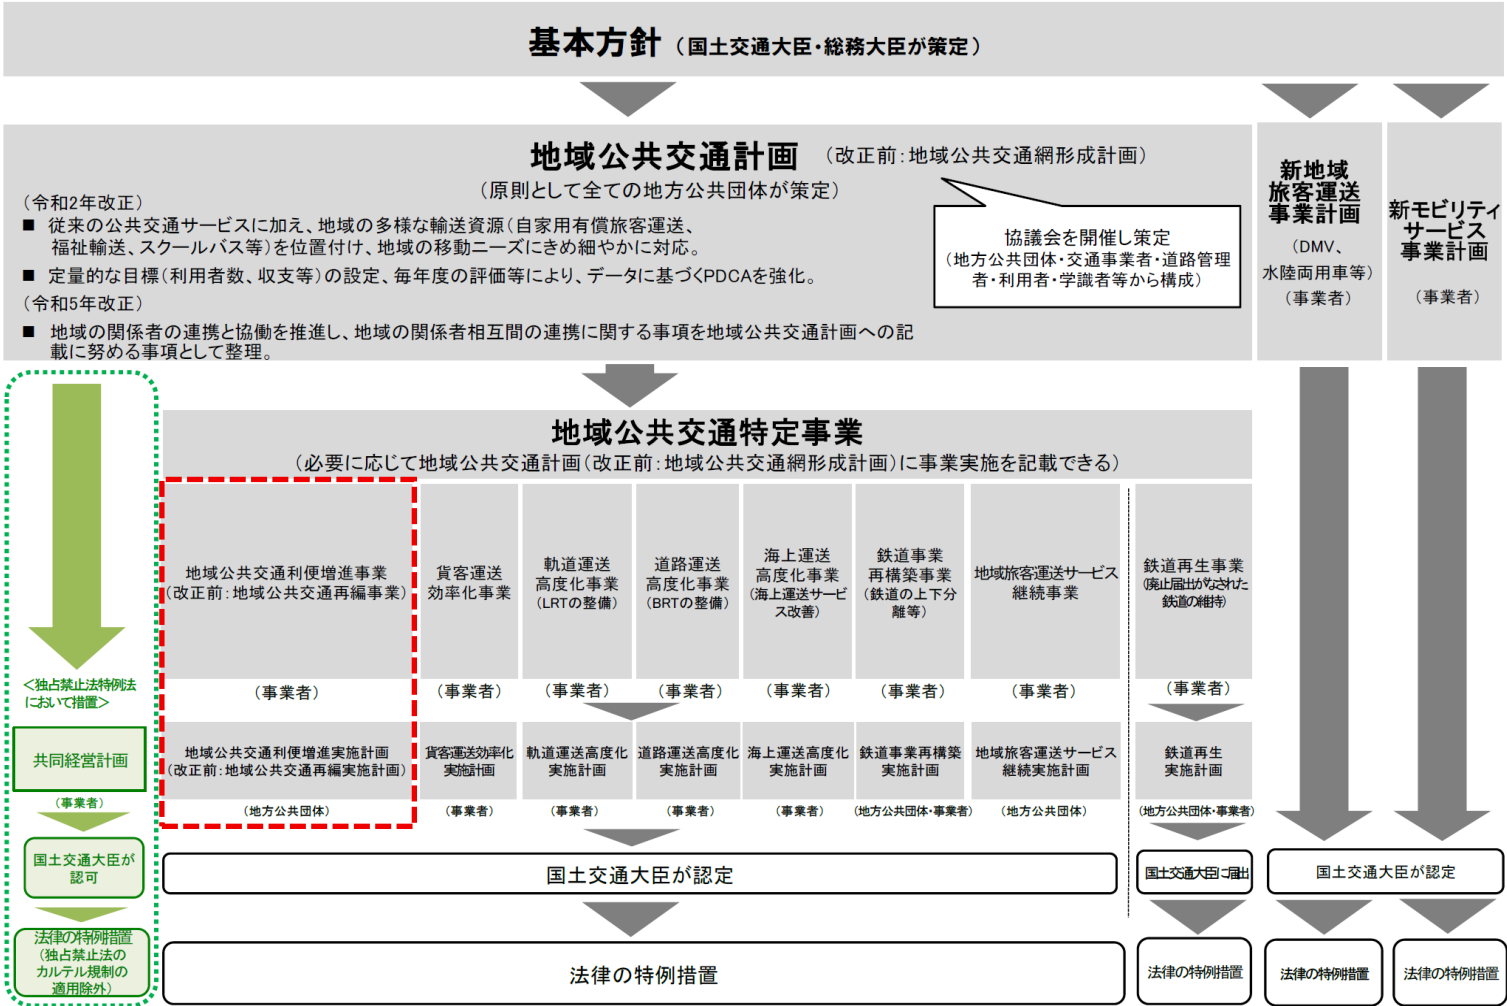 基本方針（国土交通大臣・総務大臣が策定）
地域公共交通計画（改正前：地域公共交通網形成計画）
（原則として全ての地方公共団体が策定）
（令和2年改正）
■ 従来の公共交通サービスに加え、地域の多様な輸送資源（自家用有償旅客運送、
福祉輸送、スクールバス等）を位置付け、地域の移動ニーズにきめ細やかに対応。
■ 定量的な目標（利用者数、収支等）の設定、毎年度の評価等により、データに基づくPDCAを強化。
（令和5年改正）
■ 地域の関係者の連携と協働を推進し、地域の関係者相互間の連携に関する事項を地域公共交通計画への記
載に努める事項として整理。
協議会を開催し策定
（地方公共団体・交通事業者・道路管理
者・利用者・学識者等から構成）
新地域
旅客運送
事業計画
（DMV、
水陸両用車等）
（事業者）
新モビリティ
サービス
事業計画
（事業者）
地域公共交通特定事業
（必要に応じて地域公共交通計画（改正前：地域公共交通網形成計画）に事業実施を記載できる）
地域公共交通利便増進事業
（改正前：地域公共交通再編事業）
（事業者）
貨客運送
効率化事業
（事業者）
軌道運送
高度化事業
（LRTの整備）
（事業者）
道路運送
高度化事業
（BRTの整備）
（事業者）
海上運送
高度化事業
（海上運送サービ
ス改善）
（事業者）
鉄道事業
再構築事業
（鉄道の上下分
離等）
（事業者）
地域旅客運送サービス
継続事業
（事業者）
鉄道再生事業
（廃止届出がなされた
鉄道の維持）
（事業者）
＜独占禁止法特例法
において措置＞
共同経営計画
（事業者）
国土交通大臣が
認可
法律の特例措置
（独占禁止法の
カルテル規制の
適用除外）
地域公共交通利便増進実施計画
（改正前：地域公共交通再編実施計画）
（地方公共団体）
貨客運送効率化
実施計画
（事業者）
軌道運送高度化
実施計画
（事業者）
道路運送高度化
実施計画
（事業者）
海上運送高度化
実施計画
（事業者）
鉄道事業再構築
実施計画
（地方公共団体・事業者）
地域旅客運送サービス
継続実施計画
（地方公共団体）
鉄道再生
実施計画
（地方公共団体・事業者）
国土交通大臣が認定
国土交通大臣に届出
国土交通大臣が認定
法律の特例措置
法律の特例措置
法律の特例措置
法律の特例措置